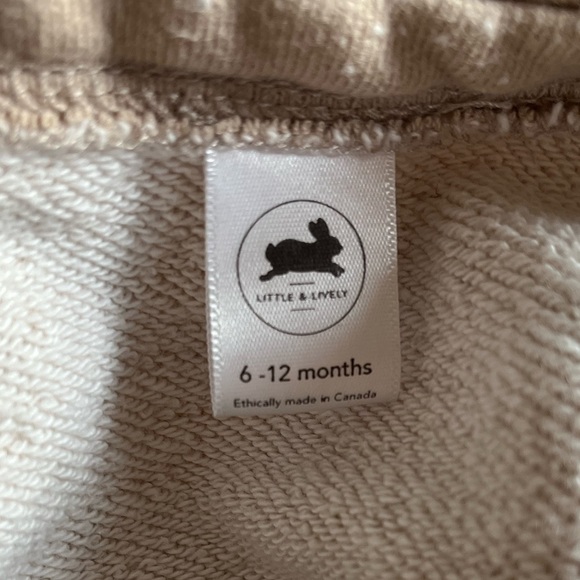 LITTLE & LIVELY
6 -12 months
Ethically made in Canada